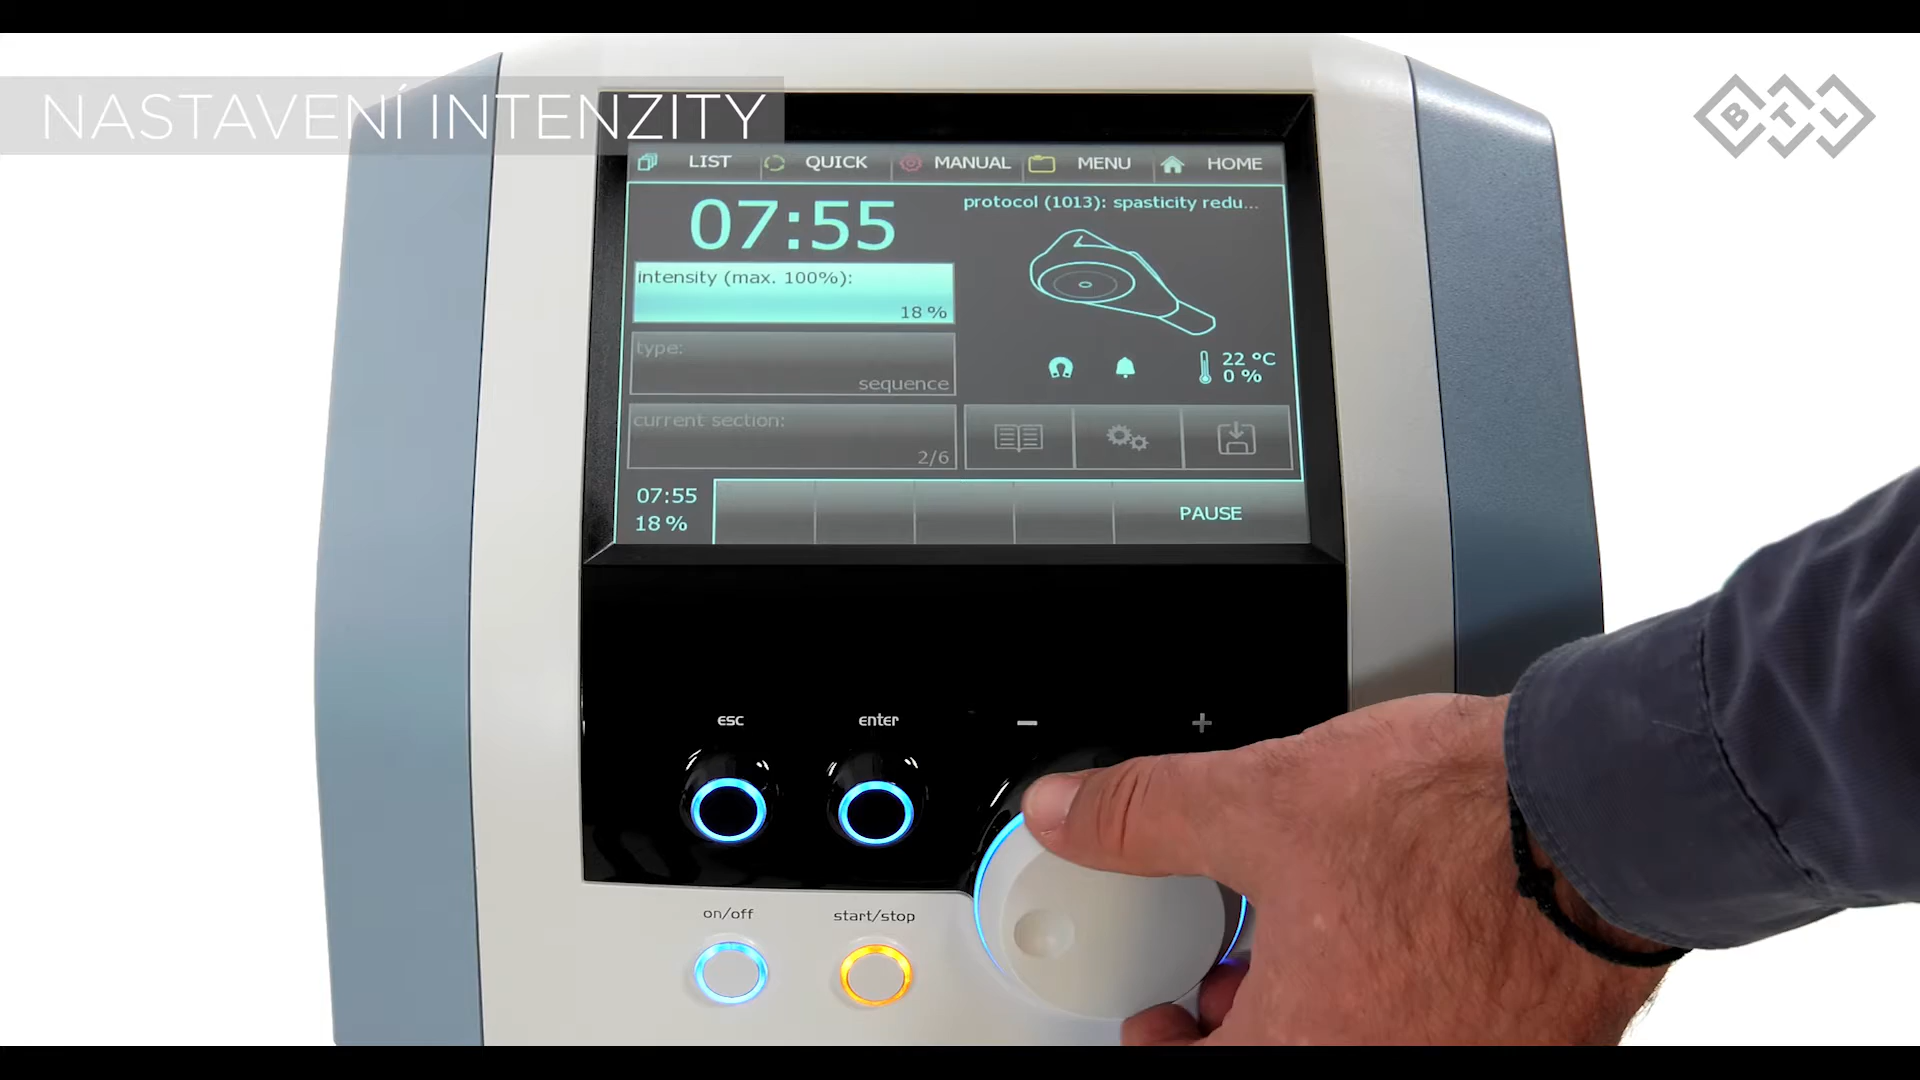 NASTAVENÍ INTENZITY
BTL
LIST QUICK MANUAL MENU HOME
07:55
protocol (1013): spasticity redu...
intensity (max. 100%):
18 %
type:
sequence
22 °C
0 %
current section:
2/6
07:55
18 %
PAUSE
esc enter − +
on/off start/stop